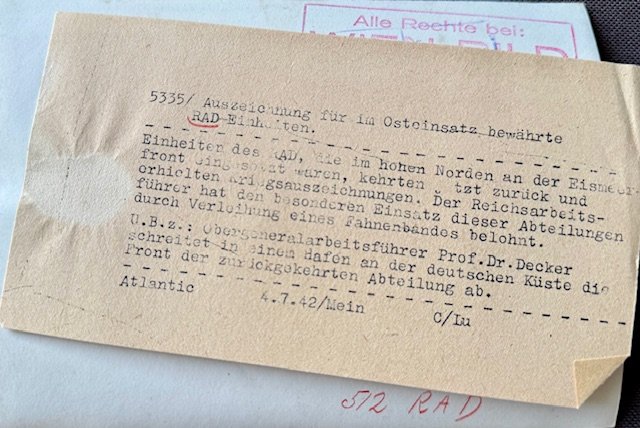 Alle Rechte bei:
WIEN-BILD
5335/ Auszeichnung für im Osteinsatz bewährte
RAD-Einheiten.
Einheiten des RAD, die im hohen Norden an der Eismeer
front eingesetzt waren, kehrten tzt zurück und
erhielten Kriegsauszeichnungen. Der Reichsarbeits-
führer hat den besonderen Einsatz dieser Abteilungen
durch Verleihung eines Fahnenbandes belohnt.
U.B.z.: Obergeneralarbeitsführer Prof.Dr.Decker
schreitet in einem Hafen an der deutschen Küste die
Front der zurückgekehrten Abteilung ab.
Atlantic 4.7.42/Mein C/Lu
512 RAD